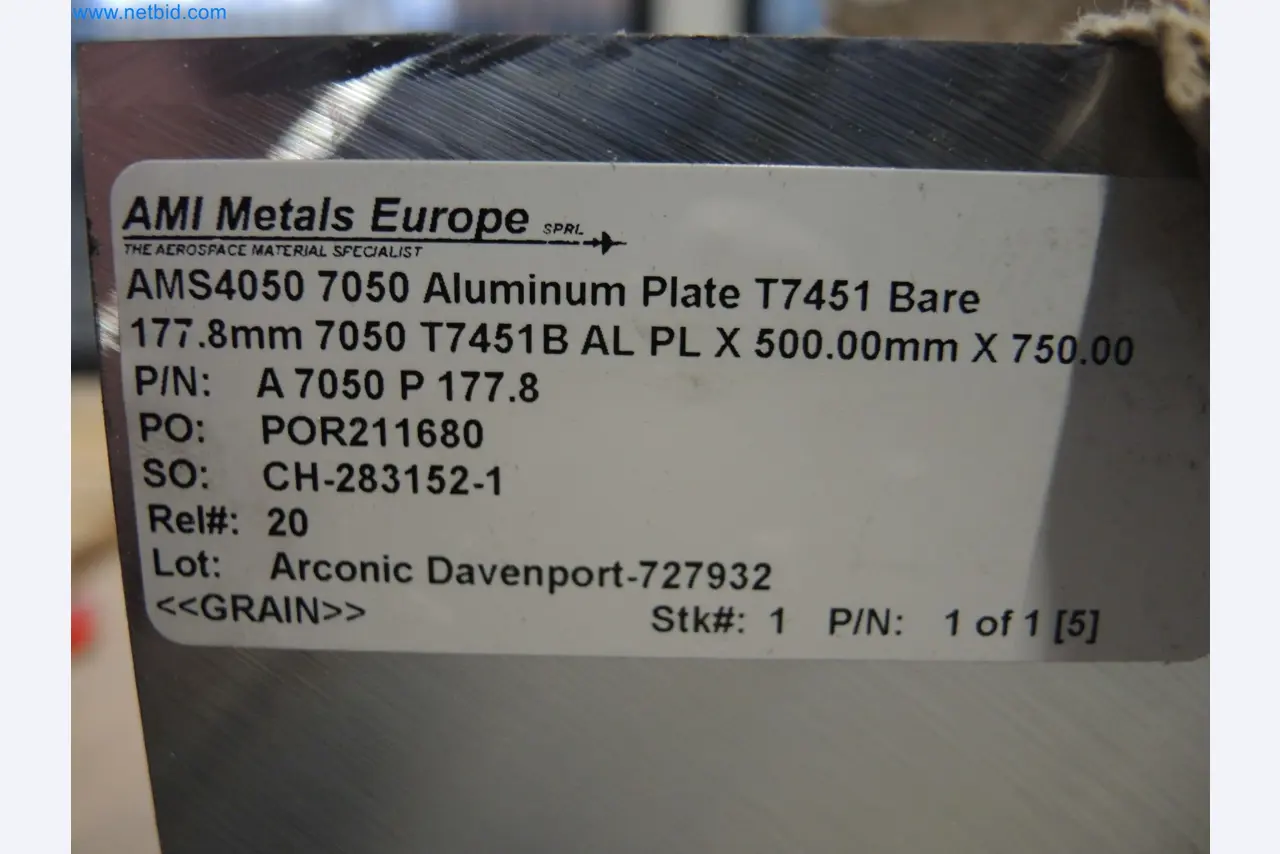 www.netbid.com
AMI Metals Europe SPRL
THE AEROSPACE MATERIAL SPECIALIST
AMS4050 7050 Aluminum Plate T7451 Bare
177.8mm 7050 T7451B AL PL X 500.00mm X 750.00
P/N: A 7050 P 177.8
PO: POR211680
SO: CH-283152-1
Rel#: 20
Lot: Arconic Davenport-727932
<<GRAIN>> Stk#: 1 P/N: 1 of 1 [5]